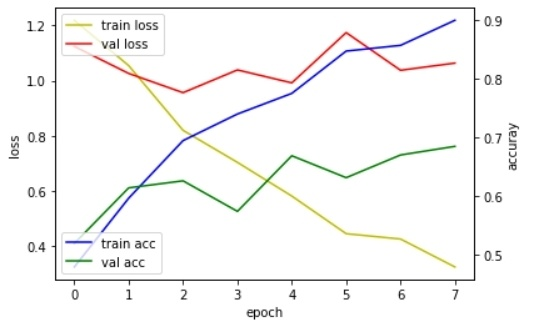 train loss
val loss
train acc
val acc
1.2
1.0
0.8
0.6
0.4
loss
0.9
0.8
0.7
0.6
0.5
accuray
0 1 2 3 4 5 6 7
epoch